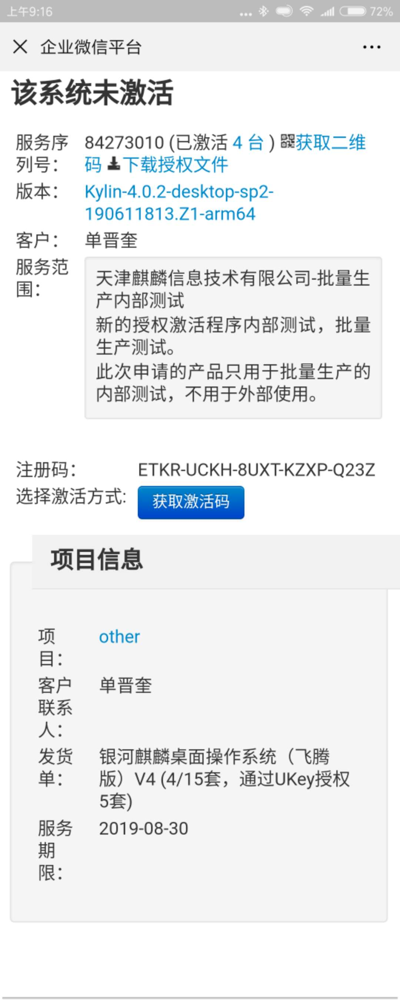 上午9:16
72%
企业微信平台
该系统未激活
服务序 84273010 (已激活 4 台 ) 获取二维
列号： 码 下载授权文件
版本： Kylin-4.0.2-desktop-sp2-
190611813.Z1-arm64
客户： 单晋奎
服务范
围：
天津麒麟信息技术有限公司-批量生
产内部测试
新的授权激活程序内部测试，批量
生产测试。
此次申请的产品只用于批量生产的
内部测试，不用于外部使用。
注册码： ETKR-UCKH-8UXT-KZXP-Q23Z
选择激活方式: 获取激活码
项目信息
项 other
目：
客户 单晋奎
联系
人：
发货 银河麒麟桌面操作系统（飞腾
单： 版）V4 (4/15套，通过UKey授权
5套)
服务 2019-08-30
期
限：